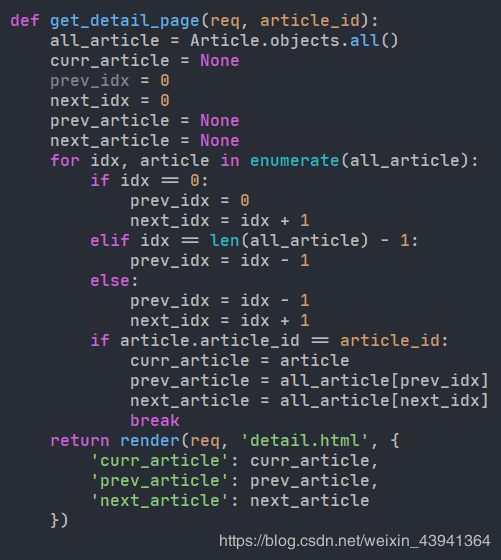 def get_detail_page(req, article_id):
    all_article = Article.objects.all()
    curr_article = None
    prev_idx = 0
    next_idx = 0
    prev_article = None
    next_article = None
    for idx, article in enumerate(all_article):
        if idx == 0:
            prev_idx = 0
            next_idx = idx + 1
        elif idx == len(all_article) - 1:
            prev_idx = idx - 1
        else:
            prev_idx = idx - 1
            next_idx = idx + 1
        if article.article_id == article_id:
            curr_article = article
            prev_article = all_article[prev_idx]
            next_article = all_article[next_idx]
            break
    return render(req, 'detail.html', {
        'curr_article': curr_article,
        'prev_article': prev_article,
        'next_article': next_article
    })
https://blog.csdn.net/weixin_43941364